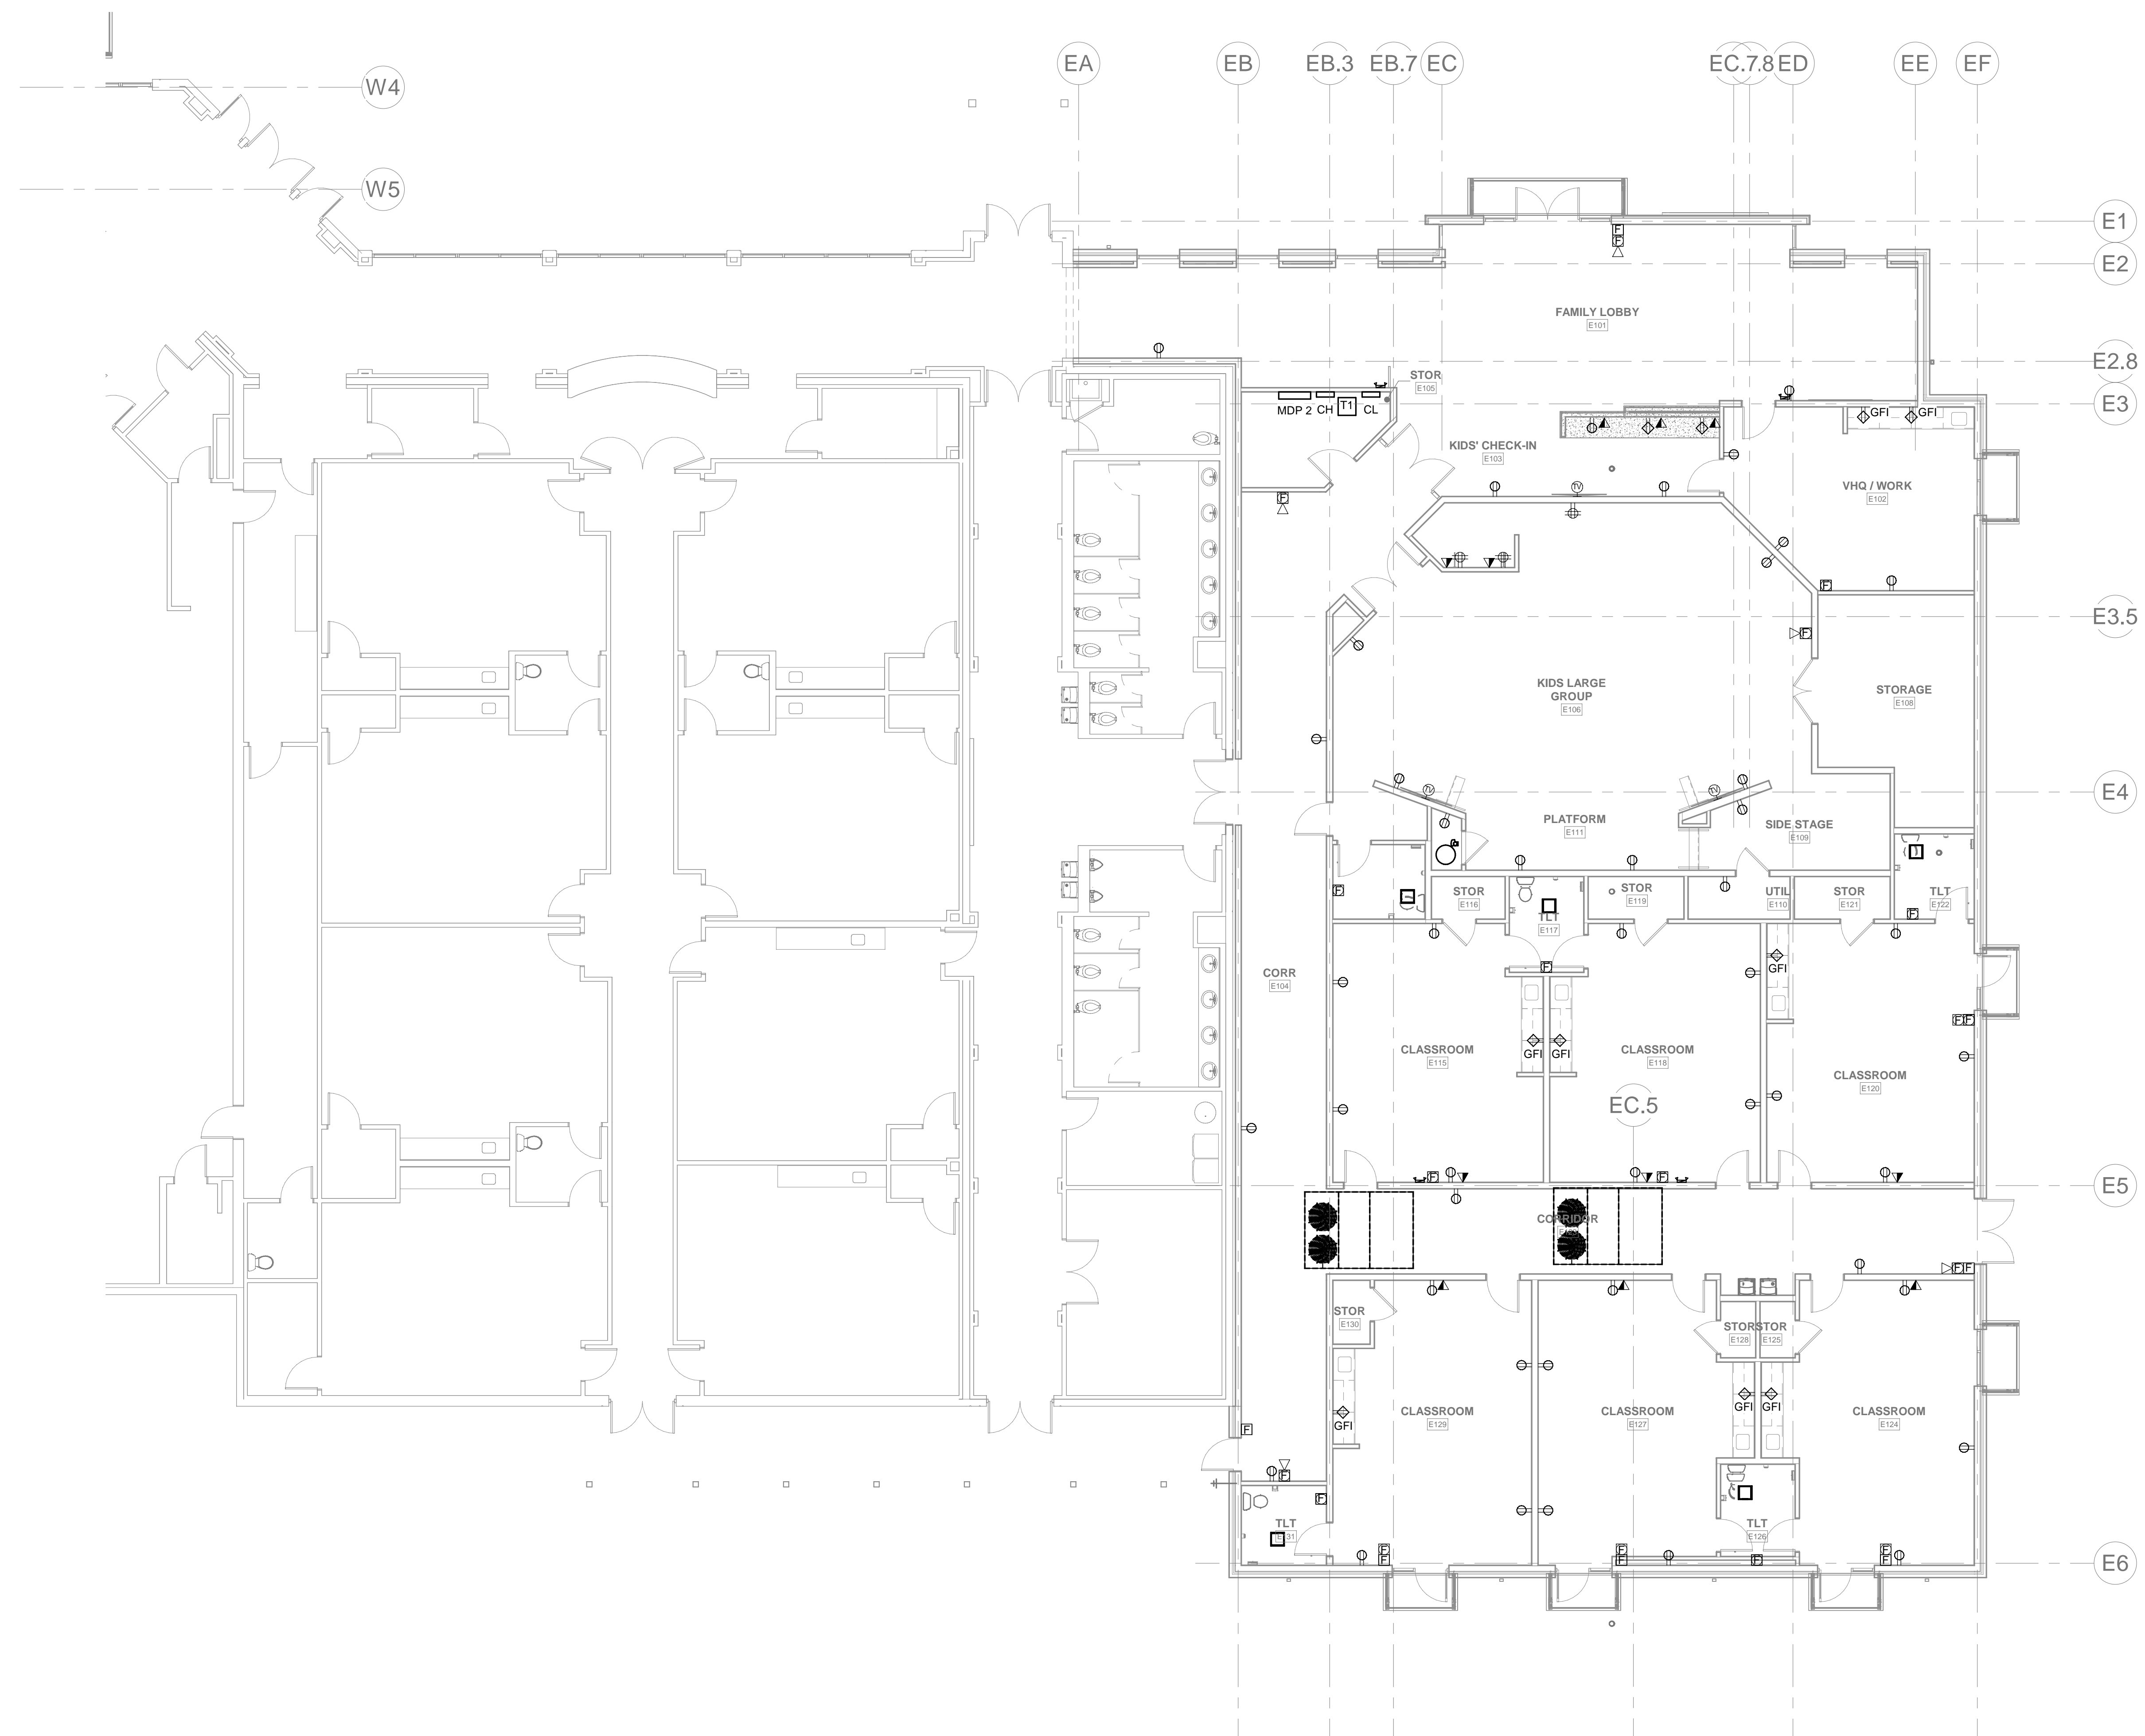 EA
EB
EB.3
EB.7
EC
EC.7.8
ED
EE
EF
W4
W5
E1
E2
FAMILY LOBBY
E101
E2.8
STOR
E105
E3
MDP 2
CH
T1
CL
GFI
GFI
KIDS' CHECK-IN
E103
VHQ / WORK
E102
TV
F
F
F
F
E3.5
F
KIDS LARGE
GROUP
E106
STORAGE
E108
TV
TV
E4
PLATFORM
E111
SIDE STAGE
E109
F
STOR
E116
TLT
E117
STOR
E119
UTIL
E110
STOR
E121
TLT
E122
F
F
GFI
CORR
E104
F
F
CLASSROOM
E115
GFI
GFI
CLASSROOM
E118
CLASSROOM
E120
EC.5
F
F
E5
CORRIDOR
F
F
STOR
E130
STOR
E128
STOR
E125
GFI
GFI
GFI
CLASSROOM
E129
CLASSROOM
E127
CLASSROOM
E124
F
F
F
TLT
E131
TLT
E126
F
F
F
F
F
F
F
E6